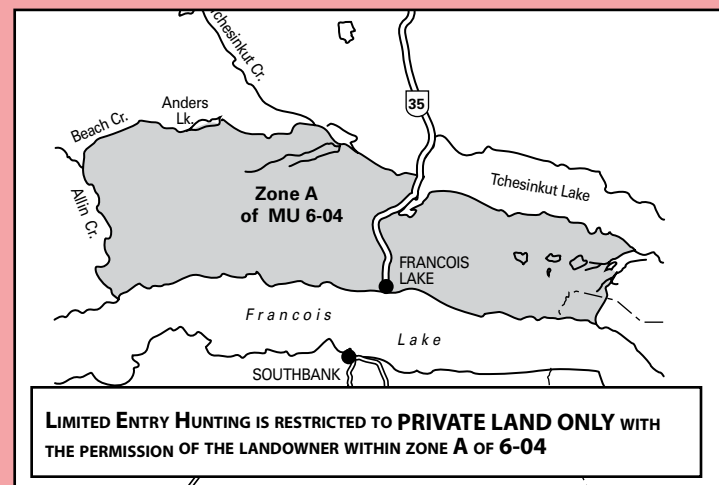 Tchesinkut Cr.
35
Anders
Lk.
Beach Cr.
Allin Cr.
Zone A
of MU 6-04
Tchesinkut Lake
FRANCOIS
LAKE
Francois
Lake
SOUTHBANK
LIMITED ENTRY HUNTING IS RESTRICTED TO PRIVATE LAND ONLY WITH
THE PERMISSION OF THE LANDOWNER WITHIN ZONE A OF 6-04